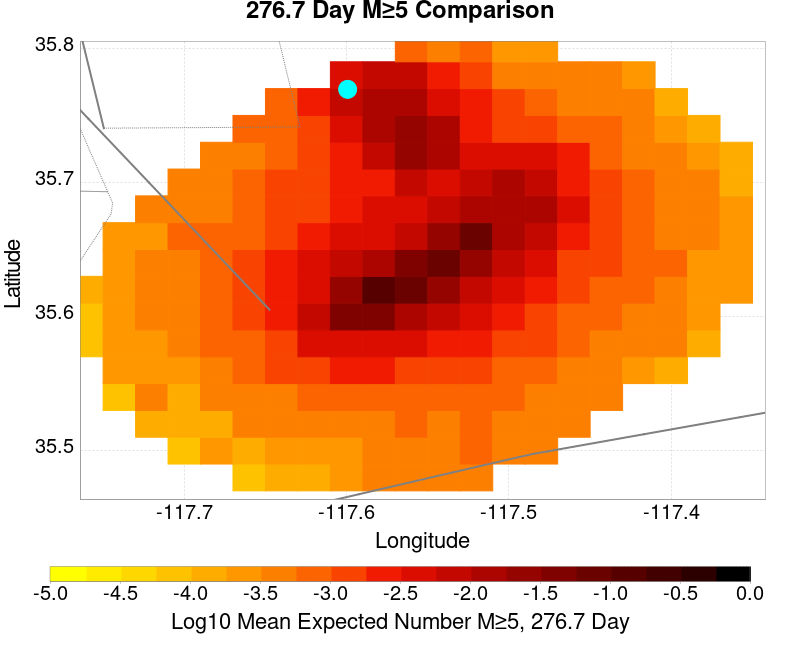 276.7 Day M≥5 Comparison
35.8
35.7
35.6
35.5
Latitude
-117.7 -117.6 -117.5 -117.4
Longitude
-5.0 -4.5 -4.0 -3.5 -3.0 -2.5 -2.0 -1.5 -1.0 -0.5 0.0
Log10 Mean Expected Number M≥5, 276.7 Day